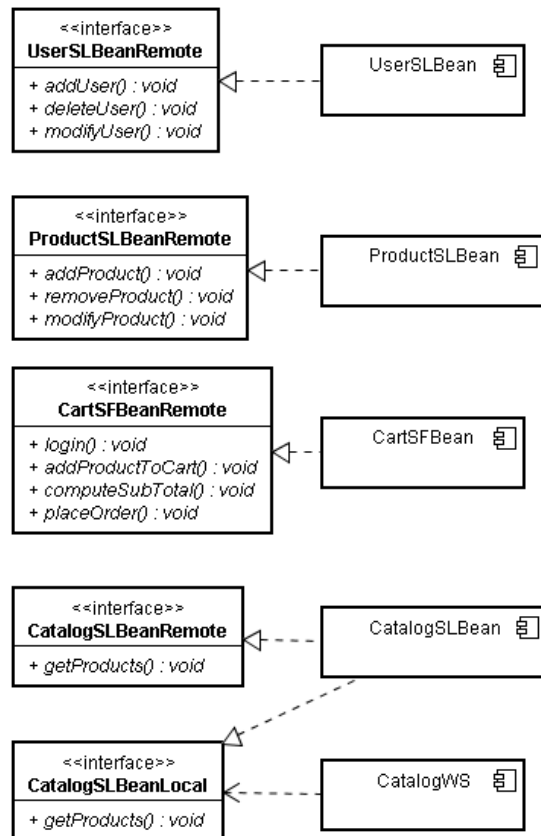 <<interface>>
UserSLBeanRemote
+ addUser() : void
+ deleteUser() : void
+ modifyUser() : void
UserSLBean
<<interface>>
ProductSLBeanRemote
+ addProduct() : void
+ removeProduct() : void
+ modifyProduct() : void
ProductSLBean
<<interface>>
CartSFBeanRemote
+ login() : void
+ addProductToCart() : void
+ computeSubTotal() : void
+ placeOrder() : void
CartSFBean
<<interface>>
CatalogSLBeanRemote
+ getProducts() : void
CatalogSLBean
<<interface>>
CatalogSLBeanLocal
+ getProducts() : void
CatalogWS